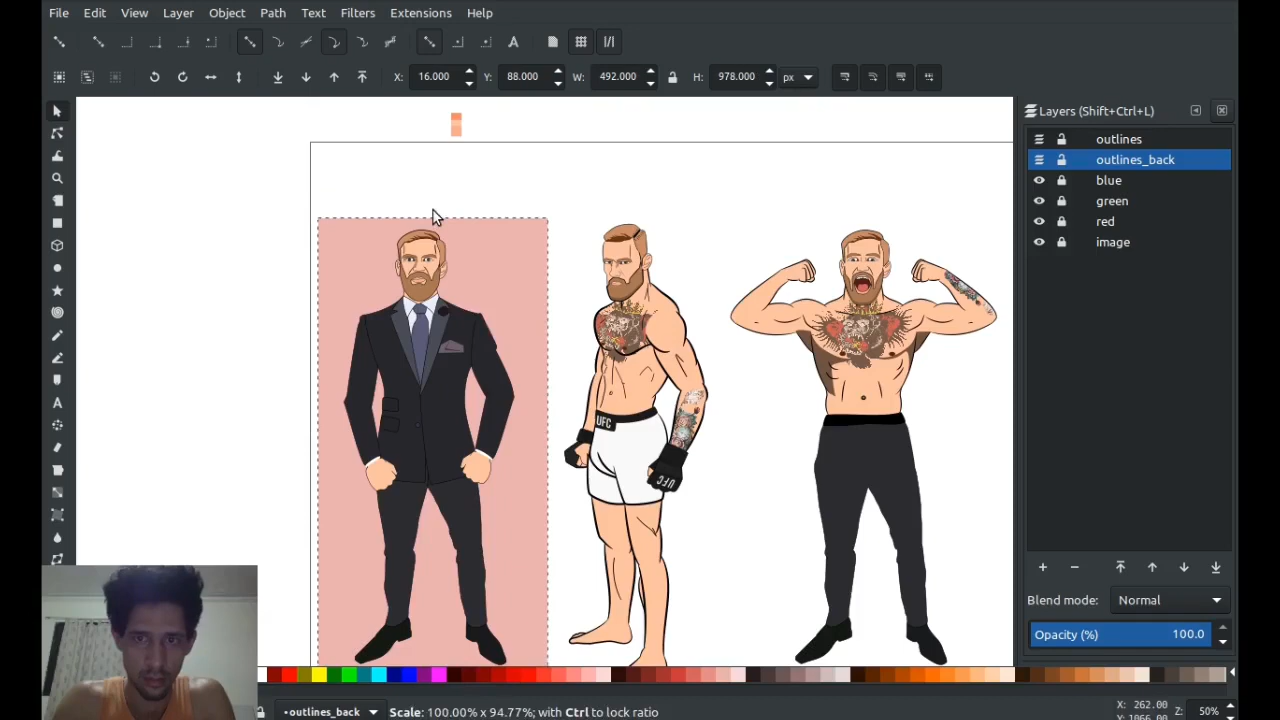 File Edit View Layer Object Path Text Filters Extensions Help
X: 16.000 Y: 88.000 W: 492.000 H: 978.000 px
Layers (Shift+Ctrl+L)
outlines
outlines_back
blue
green
red
image
UFC
UFC
Blend mode: Normal
Opacity (%) 100.0
•outlines_back Scale: 100.00% x 94.77%; with Ctrl to lock ratio
X: 262.00
Y: 1066.00
Z: 50%